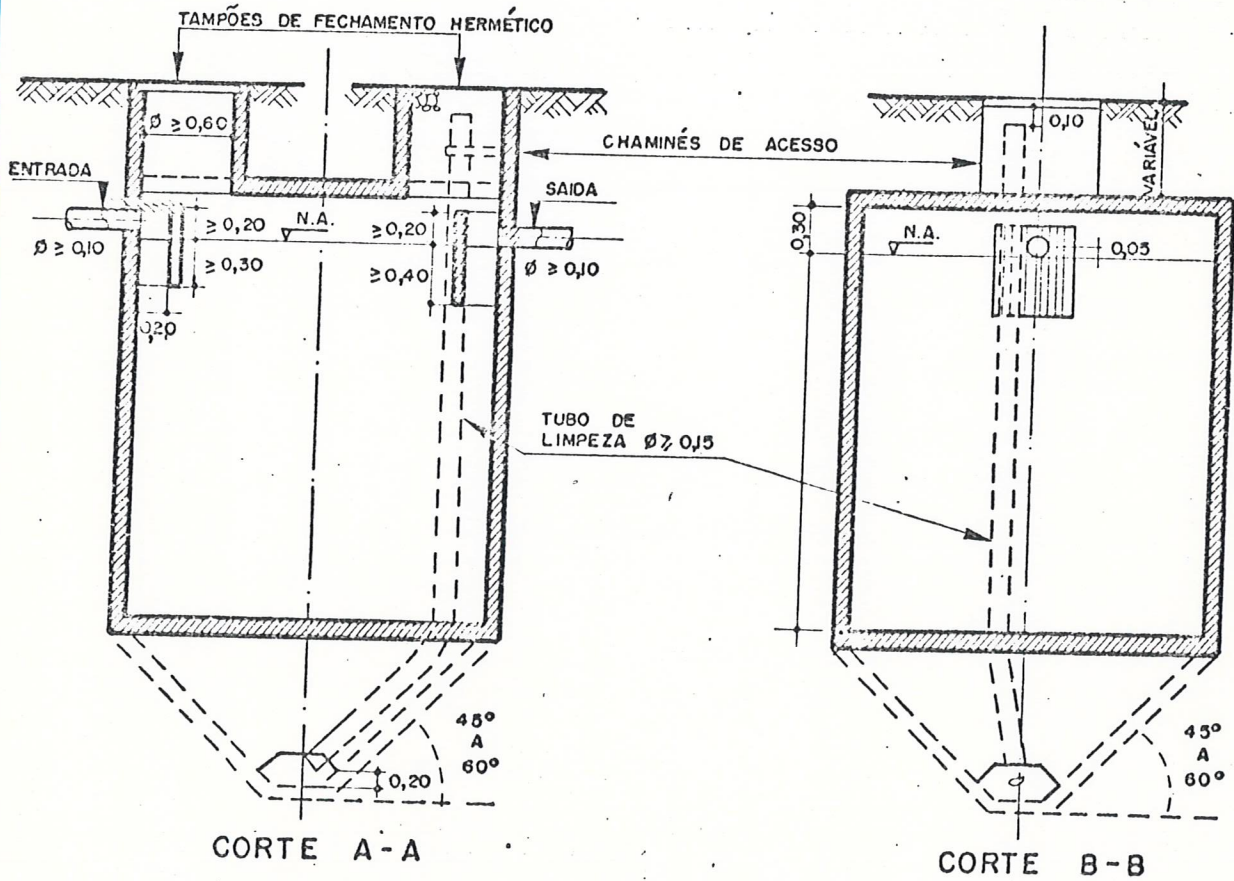 TAMPÕES DE FECHAMENTO HERMÉTICO
Ø ≥ 0,60
0,10
VARIÁVEL
CHAMINÉS DE ACESSO
ENTRADA
SAIDA
≥ 0,20
N.A.
≥ 0,20
0,30
N.A.
0,05
Ø ≥ 0,10
≥ 0,30
≥ 0,40
Ø ≥ 0,10
0,20
TUBO DE
LIMPEZA Ø ≥ 0,15
45°
A
60°
0,20
45°
A
60°
CORTE A-A
CORTE B-B